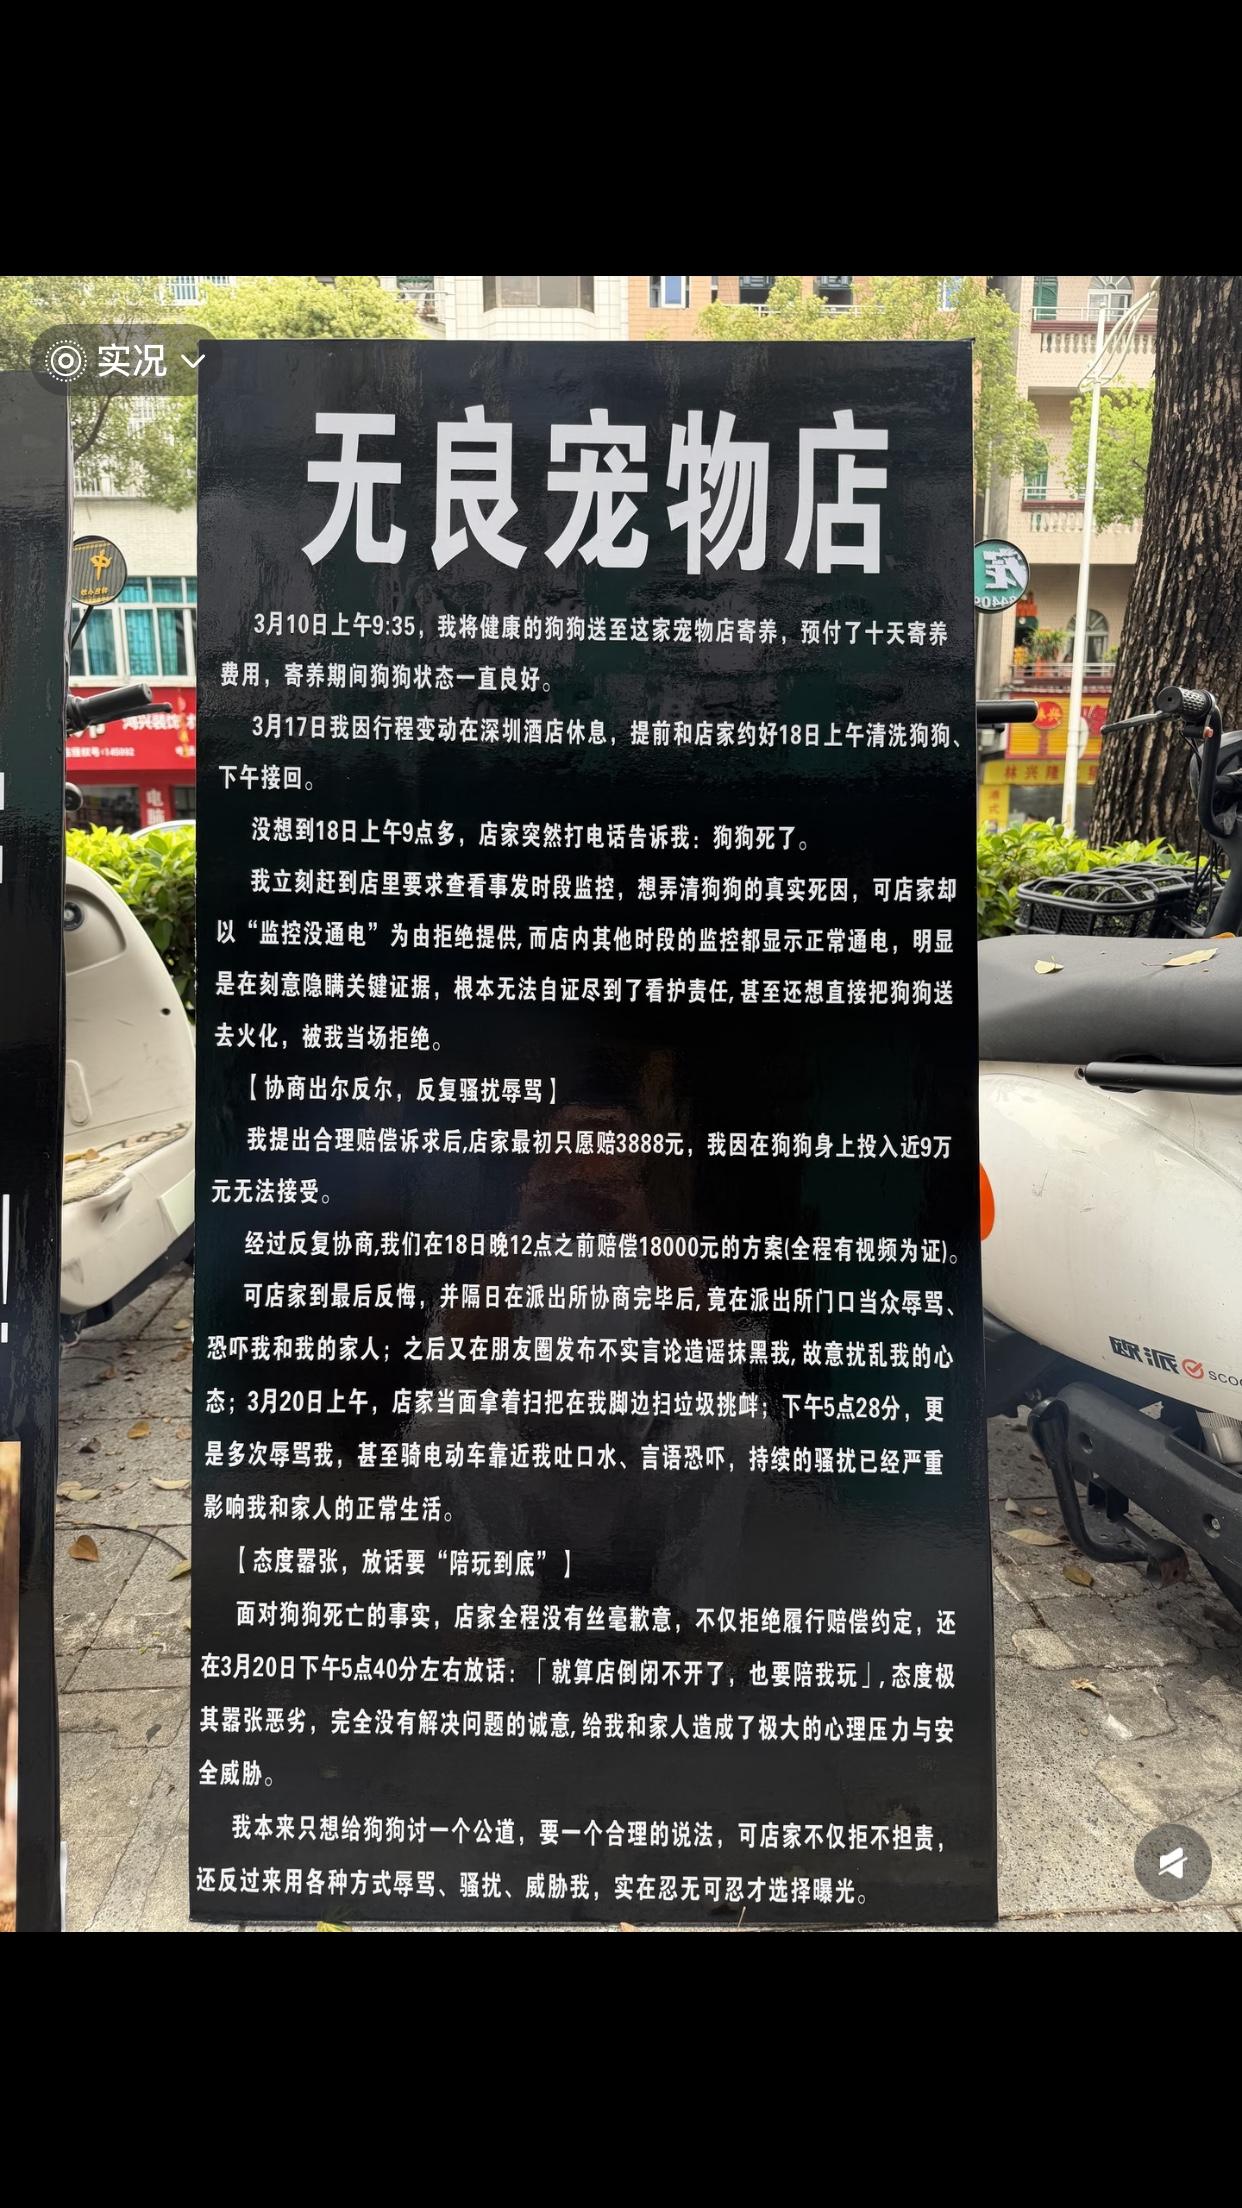 实况
无良宠物店
3月10日上午9:35，我将健康的狗狗送至这家宠物店寄养，预付了十天寄养
费用，寄养期间狗狗状态一直良好。
3月17日我因行程变动在深圳酒店休息，提前和店家约好18日上午清洗狗狗、
下午接回。
没想到18日上午9点多，店家突然打电话告诉我：狗狗死了。
我立刻赶到店里要求查看事发时段监控，想弄清狗狗的真实死因，可店家却
以“监控没通电”为由拒绝提供,而店内其他时段的监控都显示正常通电，明显
是在刻意隐瞒关键证据，根本无法自证尽到了看护责任,甚至还想直接把狗狗送
去火化，被我当场拒绝。
【协商出尔反尔，反复骚扰辱骂】
我提出合理赔偿诉求后,店家最初只愿赔3888元，我因在狗狗身上投入近9万
元无法接受。
经过反复协商,我们在18日晚12点之前赔偿18000元的方案(全程有视频为证)。
可店家到最后反悔，并隔日在派出所协商完毕后,竟在派出所门口当众辱骂、
恐吓我和我的家人；之后又在朋友圈发布不实言论造谣抹黑我,故意扰乱我的心
态；3月20日上午，店家当面拿着扫把在我脚边扫垃圾挑衅；下午5点28分，更
是多次辱骂我，甚至骑电动车靠近我吐口水、言语恐吓，持续的骚扰已经严重
影响我和家人的正常生活。
【态度嚣张，放话要“陪玩到底”】
面对狗狗死亡的事实，店家全程没有丝毫歉意，不仅拒绝履行赔偿约定，还
在3月20日下午5点40分左右放话：「就算店倒闭不开了，也要陪我玩」,态度极
其嚣张恶劣，完全没有解决问题的诚意,给我和家人造成了极大的心理压力与安
全威胁。
我本来只想给狗狗讨一个公道，要一个合理的说法，可店家不仅拒不担责，
还反过来用各种方式辱骂、骚扰、威胁我，实在忍无可忍才选择曝光。
鸿兴装饰
电脑
林兴隆
欧派